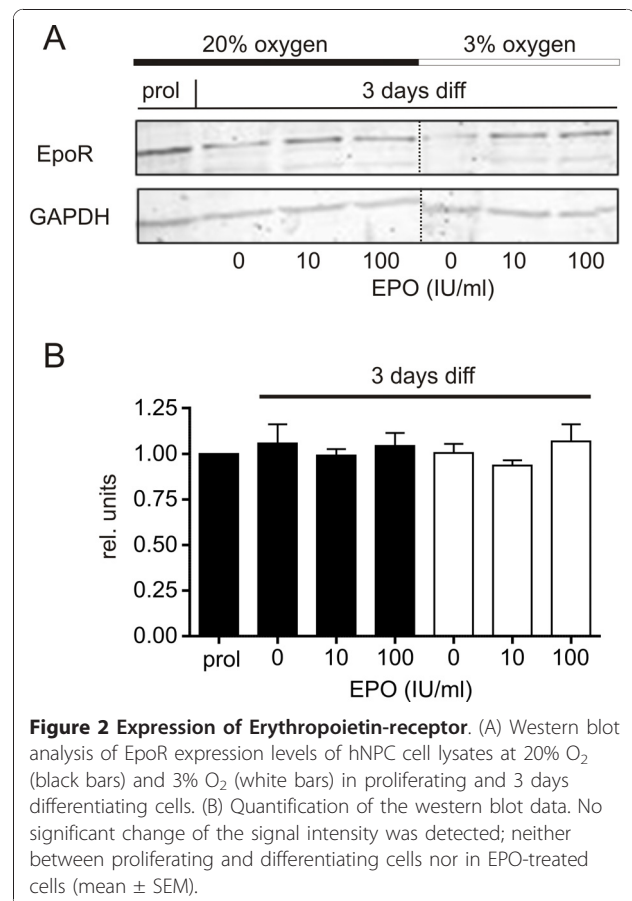 A
20% oxygen 3% oxygen
prol 3 days diff
EpoR
GAPDH
0 10 100 0 10 100
EPO (IU/ml)
B
3 days diff
1.25
1.00
0.75
0.50
0.25
0.00
rel. units
prol 0 10 100 0 10 100
EPO (IU/ml)
Figure 2 Expression of Erythropoietin-receptor. (A) Western blot
analysis of EpoR expression levels of hNPC cell lysates at 20% O₂
(black bars) and 3% O₂ (white bars) in proliferating and 3 days
differentiating cells. (B) Quantification of the western blot data. No
significant change of the signal intensity was detected; neither
between proliferating and differentiating cells nor in EPO-treated
cells (mean ± SEM).